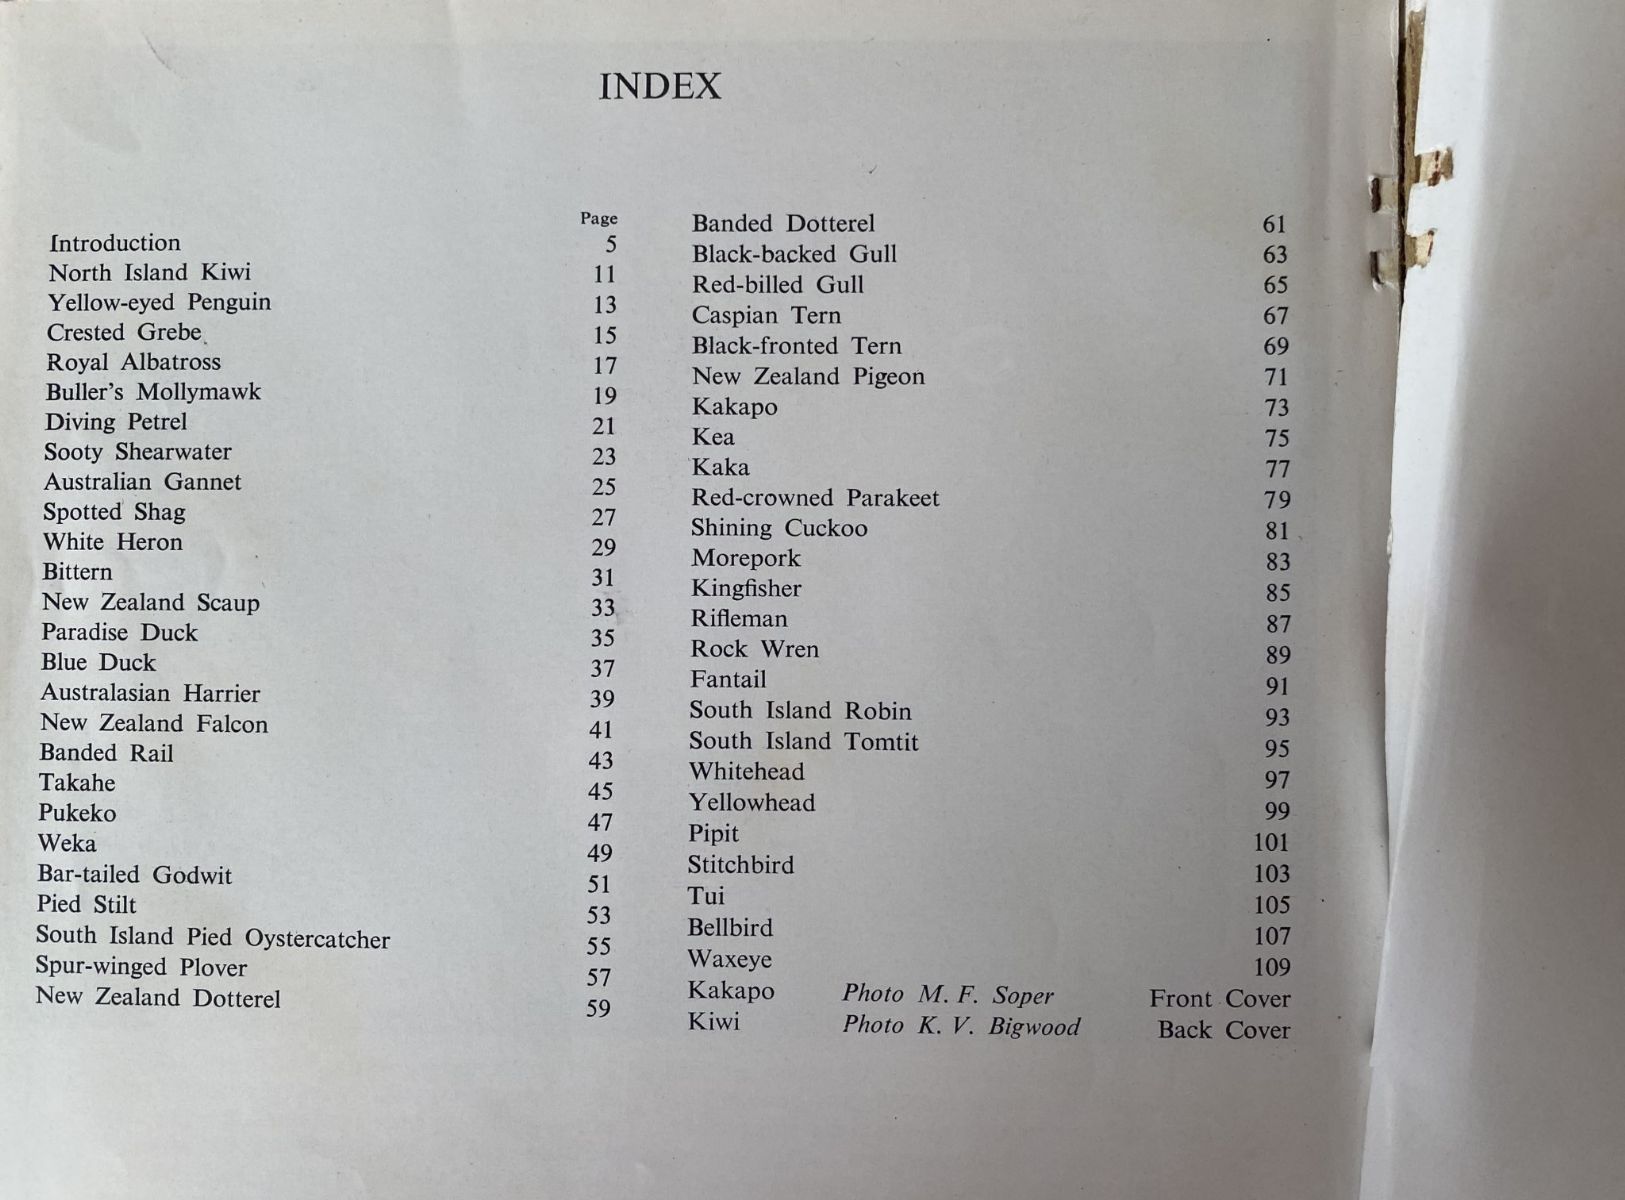 INDEX
Page
Introduction 5
North Island Kiwi 11
Yellow-eyed Penguin 13
Crested Grebe 15
Royal Albatross 17
Buller's Mollymawk 19
Diving Petrel 21
Sooty Shearwater 23
Australian Gannet 25
Spotted Shag 27
White Heron 29
Bittern 31
New Zealand Scaup 33
Paradise Duck 35
Blue Duck 37
Australasian Harrier 39
New Zealand Falcon 41
Banded Rail 43
Takahe 45
Pukeko 47
Weka 49
Bar-tailed Godwit 51
Pied Stilt 53
South Island Pied Oystercatcher 55
Spur-winged Plover 57
New Zealand Dotterel 59
Banded Dotterel 61
Black-backed Gull 63
Red-billed Gull 65
Caspian Tern 67
Black-fronted Tern 69
New Zealand Pigeon 71
Kakapo 73
Kea 75
Kaka 77
Red-crowned Parakeet 79
Shining Cuckoo 81
Morepork 83
Kingfisher 85
Rifleman 87
Rock Wren 89
Fantail 91
South Island Robin 93
South Island Tomtit 95
Whitehead 97
Yellowhead 99
Pipit 101
Stitchbird 103
Tui 105
Bellbird 107
Waxeye 109
Kakapo Photo M. F. Soper Front Cover
Kiwi Photo K. V. Bigwood Back Cover